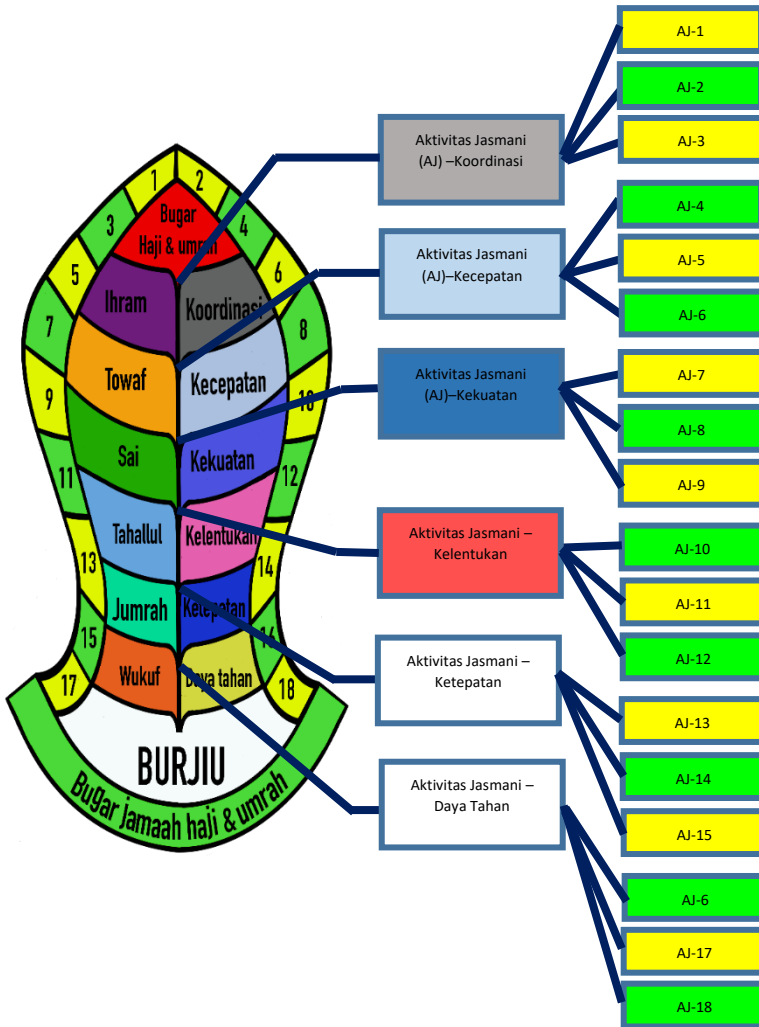 1
2
3
Bugar
Haji & umrah
4
5
Ihram
Koordinasi
6
7
Towaf
Kecepatan
8
9
Sai
Kekuatan
10
11
Tahallul
Kelentukan
12
13
Jumrah
Ketepatan
14
15
Wukuf
Daya tahan
16
17
18
BURJIU
Bugar jamaah haji & umrah
Aktivitas Jasmani
(AJ) –Koordinasi
AJ-1
AJ-2
AJ-3
Aktivitas Jasmani
(AJ)–Kecepatan
AJ-4
AJ-5
AJ-6
Aktivitas Jasmani
(AJ)–Kekuatan
AJ-7
AJ-8
AJ-9
Aktivitas Jasmani –
Kelentukan
AJ-10
AJ-11
AJ-12
Aktivitas Jasmani –
Ketepatan
AJ-13
AJ-14
AJ-15
Aktivitas Jasmani –
Daya Tahan
AJ-6
AJ-17
AJ-18